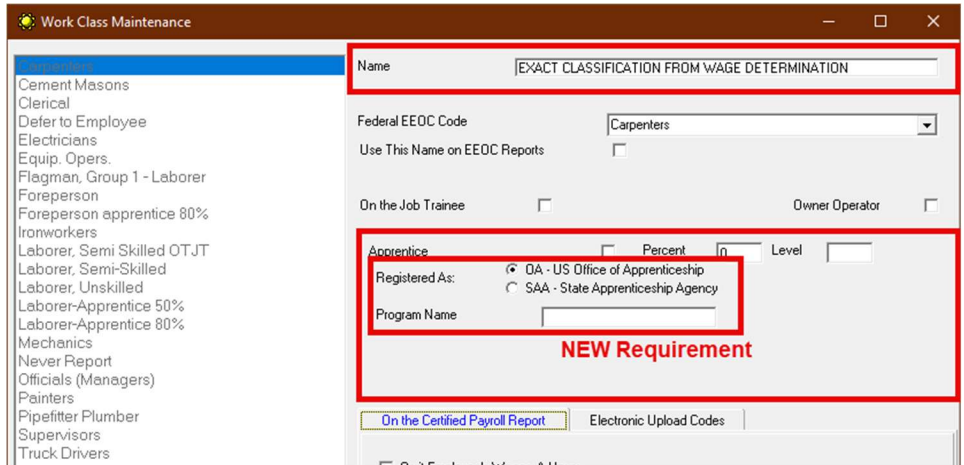 Work Class Maintenance
Carpenters
Cement Masons
Clerical
Defer to Employee
Electricians
Equip. Opers.
Flagman, Group 1 - Laborer
Foreperson
Foreperson apprentice 80%
Ironworkers
Laborer, Semi Skilled OTJT
Laborer, Semi-Skilled
Laborer, Unskilled
Laborer-Apprentice 50%
Laborer-Apprentice 80%
Mechanics
Never Report
Officials (Managers)
Painters
Pipefitter Plumber
Supervisors
Truck Drivers
Name EXACT CLASSIFICATION FROM WAGE DETERMINATION
Federal EEOC Code Carpenters
Use This Name on EEOC Reports
On the Job Trainee Owner Operator
Apprentice Percent 0 Level
Registered As: OA - US Office of Apprenticeship
SAA - State Apprenticeship Agency
Program Name
NEW Requirement
On the Certified Payroll Report Electronic Upload Codes